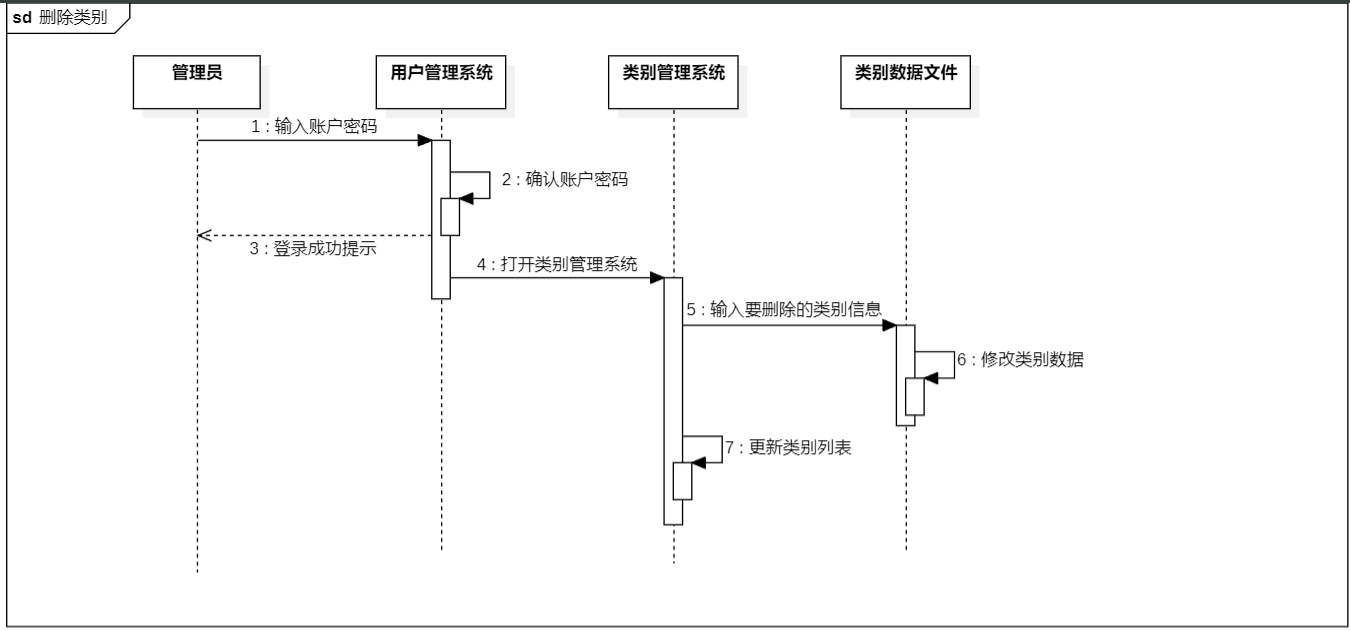 sd 删除类别
管理员 用户管理系统 类别管理系统 类别数据文件
1 : 输入账户密码
2 : 确认账户密码
3 : 登录成功提示
4 : 打开类别管理系统
5 : 输入要删除的类别信息
6 : 修改类别数据
7 : 更新类别列表